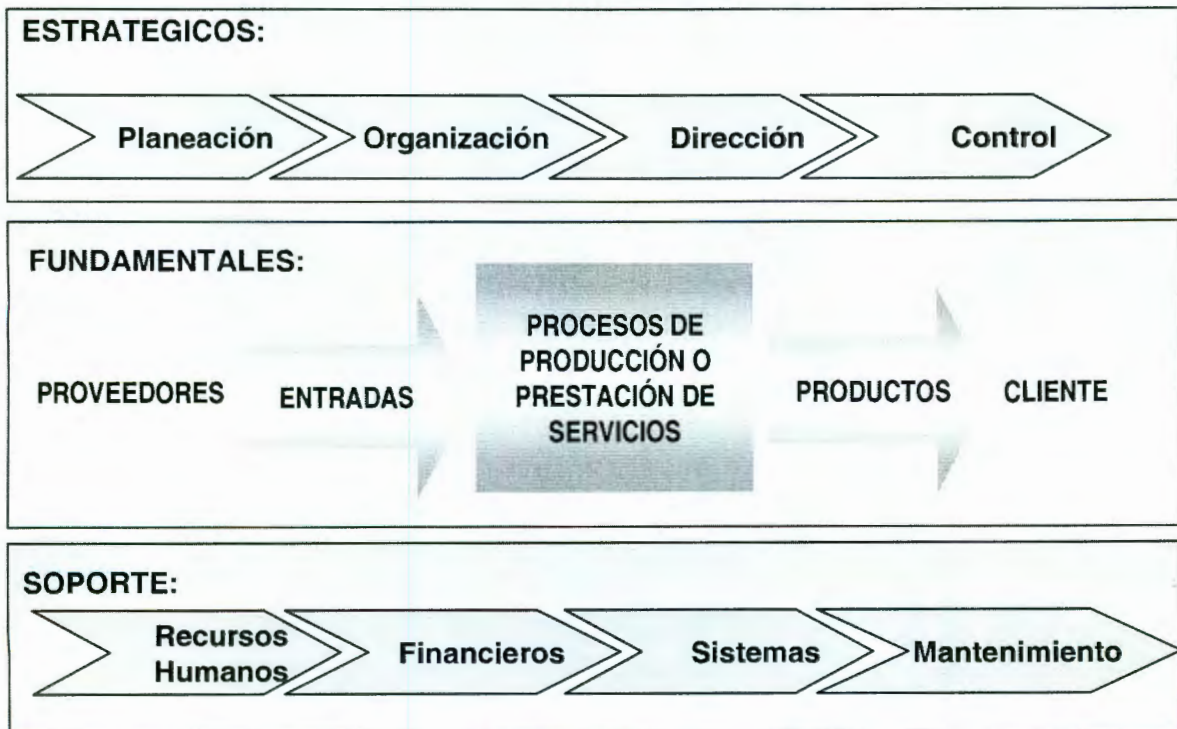 ESTRATEGICOS:
Planeación
Organización
Dirección
Control
FUNDAMENTALES:
PROVEEDORES
ENTRADAS
PROCESOS DE
PRODUCCIÓN O
PRESTACIÓN DE
SERVICIOS
PRODUCTOS
CLIENTE
SOPORTE:
Recursos
Humanos
Financieros
Sistemas
Mantenimiento